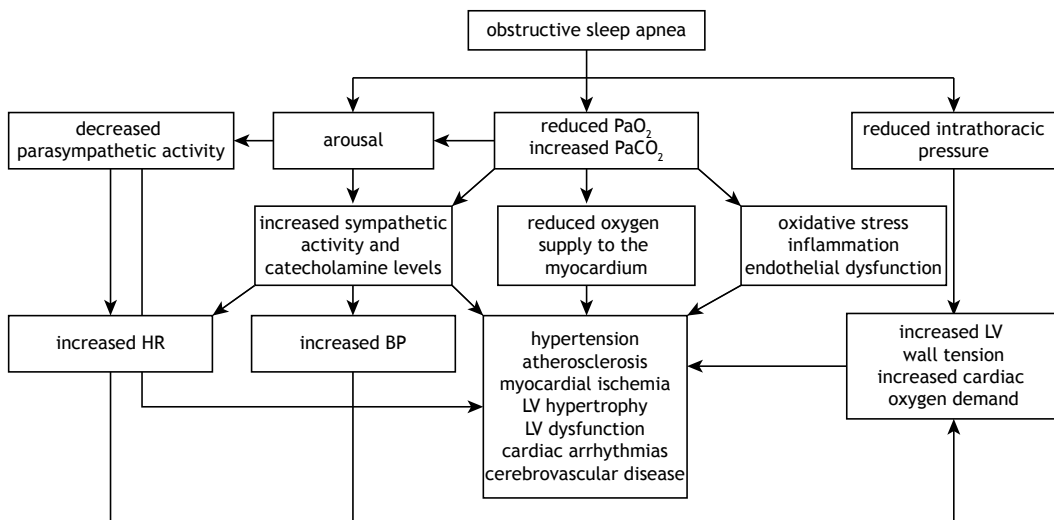 obstructive sleep apnea
decreased
parasympathetic activity
arousal
reduced PaO₂
increased PaCO₂
reduced intrathoracic
pressure
increased sympathetic
activity and
catecholamine levels
reduced oxygen
supply to the
myocardium
oxidative stress
inflammation
endothelial dysfunction
increased HR
increased BP
hypertension
atherosclerosis
myocardial ischemia
LV hypertrophy
LV dysfunction
cardiac arrhythmias
cerebrovascular disease
increased LV
wall tension
increased cardiac
oxygen demand